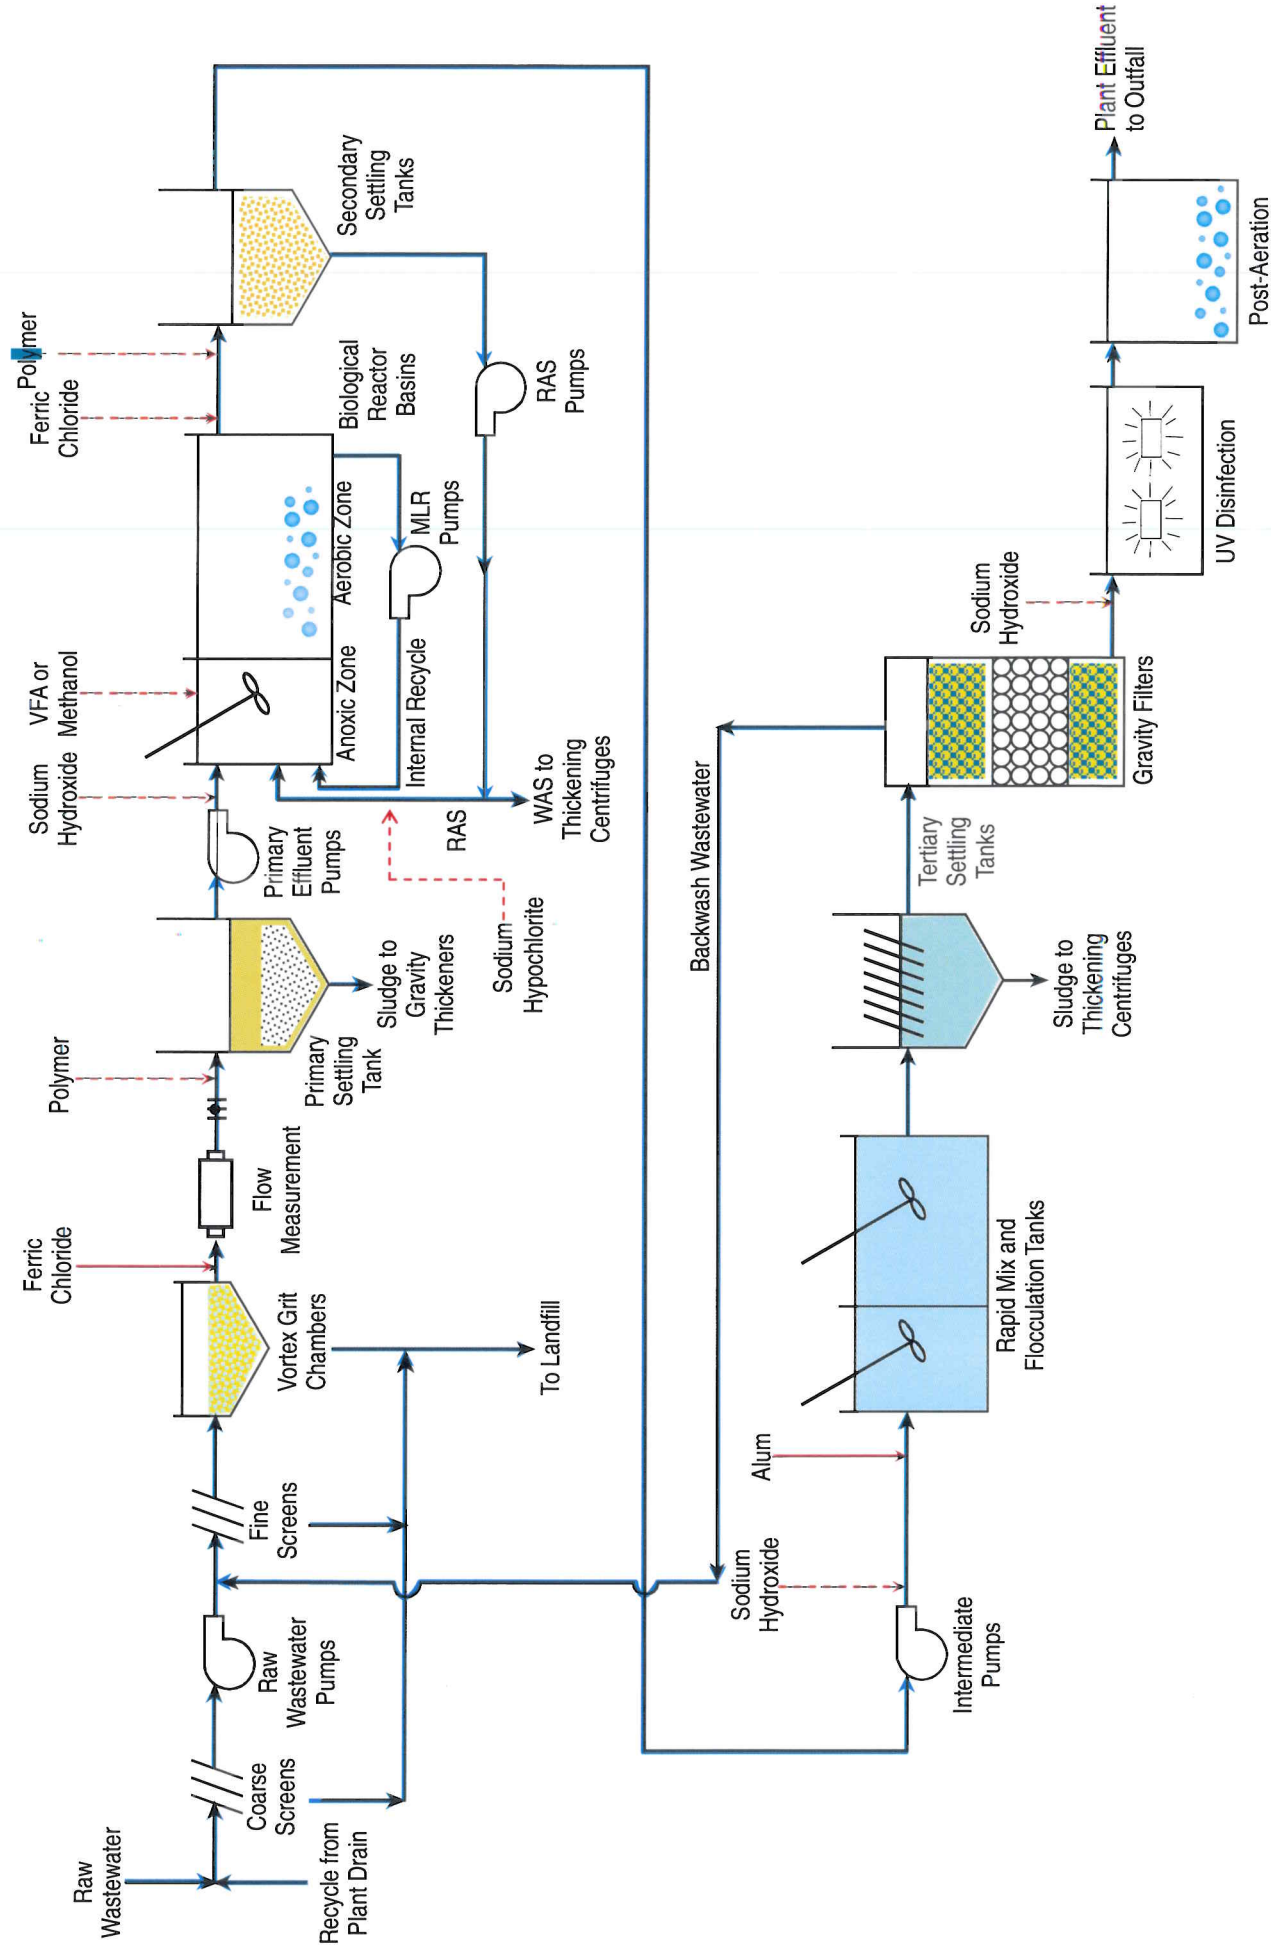 Raw
Wastewater
Recycle from
Plant Drain
Coarse
Screens
Raw
Wastewater
Pumps
Fine
Screens
Vortex Grit
Chambers
To Landfill
Ferric
Chloride
Flow
Measurement
Polymer
Primary
Settling
Tank
Sludge to
Gravity
Thickeners
Primary
Effluent
Pumps
Sodium
Hydroxide
VFA or
Methanol
Anoxic Zone
Aerobic Zone
Biological
Reactor
Basins
Internal Recycle
MLR
Pumps
RAS
Sodium
Hypochlorite
WAS to
Thickening
Centrifuges
Ferric
Chloride
Polymer
Secondary
Settling
Tanks
RAS
Pumps
Backwash Wastewater
Intermediate
Pumps
Sodium
Hydroxide
Alum
Rapid Mix and
Flocculation Tanks
Tertiary
Settling
Tanks
Sludge to
Thickening
Centrifuges
Gravity Filters
Sodium
Hydroxide
UV Disinfection
Post-Aeration
Plant Effluent
to Outfall